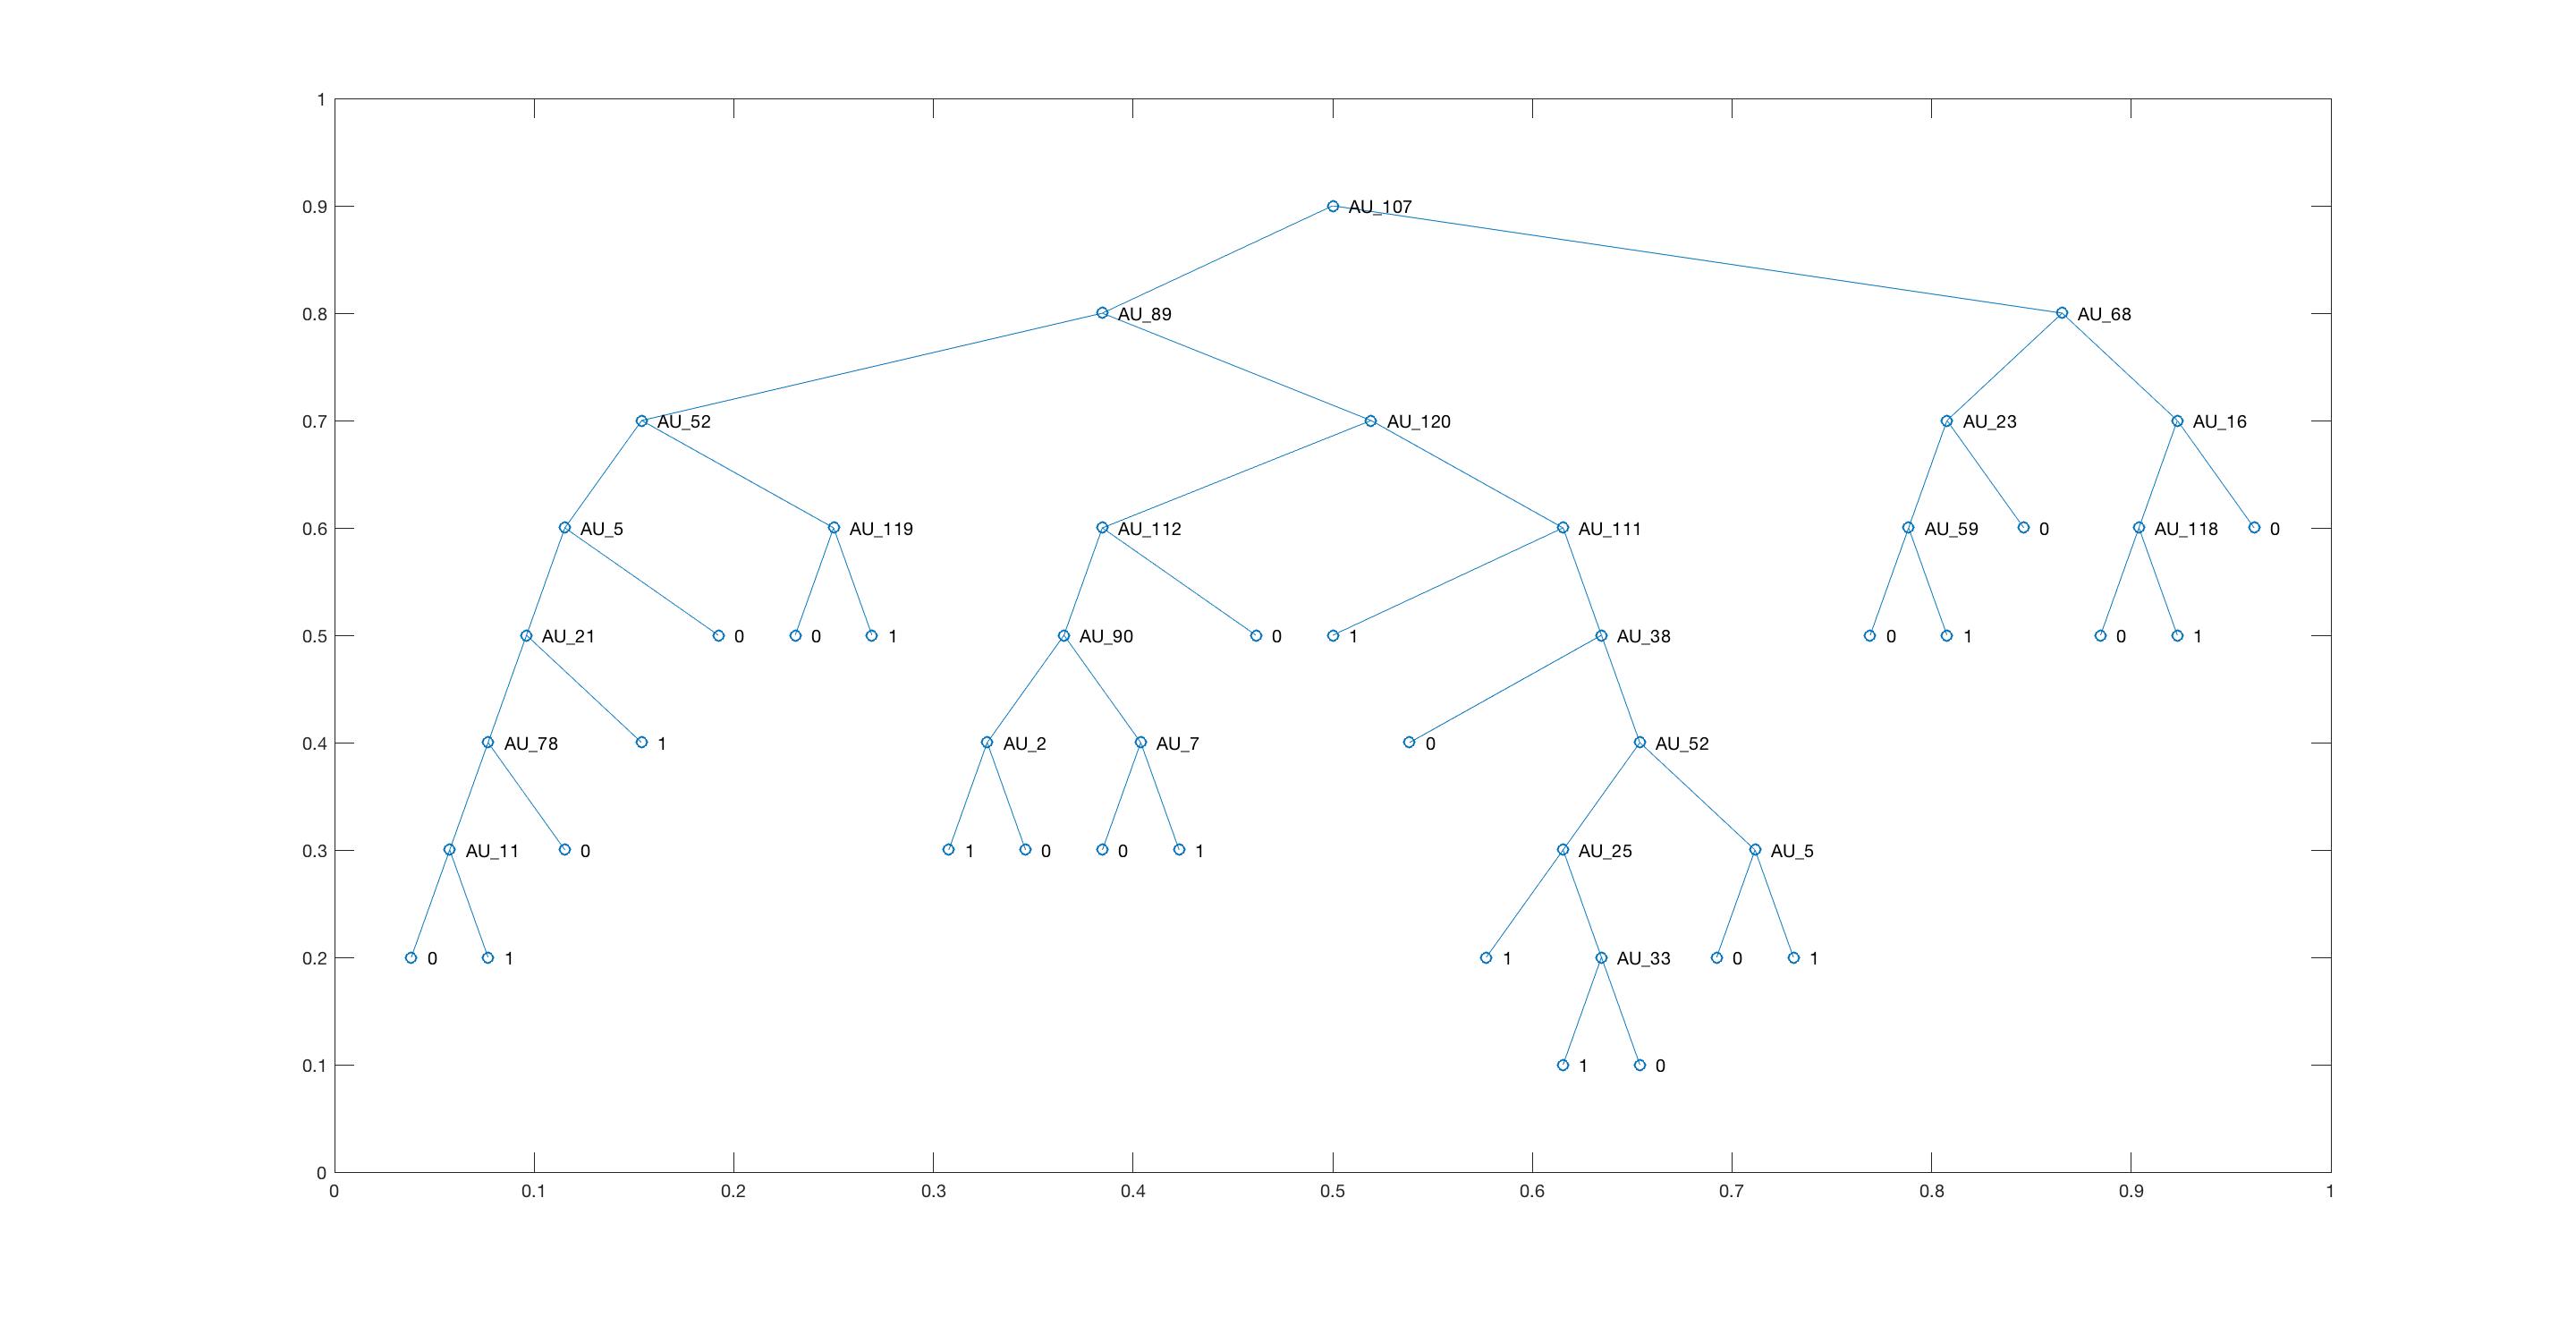 1
0.9 AU_107
0.8 AU_89 AU_68
0.7 AU_52 AU_120 AU_23 AU_16
0.6 AU_5 AU_119 AU_112 AU_111 AU_59 0 AU_118 0
0.5 AU_21 0 0 1 AU_90 0 1 AU_38 0 1 0 1
0.4 AU_78 1 AU_2 AU_7 0 AU_52
0.3 AU_11 0 1 0 0 1 AU_25 AU_5
0.2 0 1 1 AU_33 0 1
0.1 1 0
0
0 0.1 0.2 0.3 0.4 0.5 0.6 0.7 0.8 0.9 1